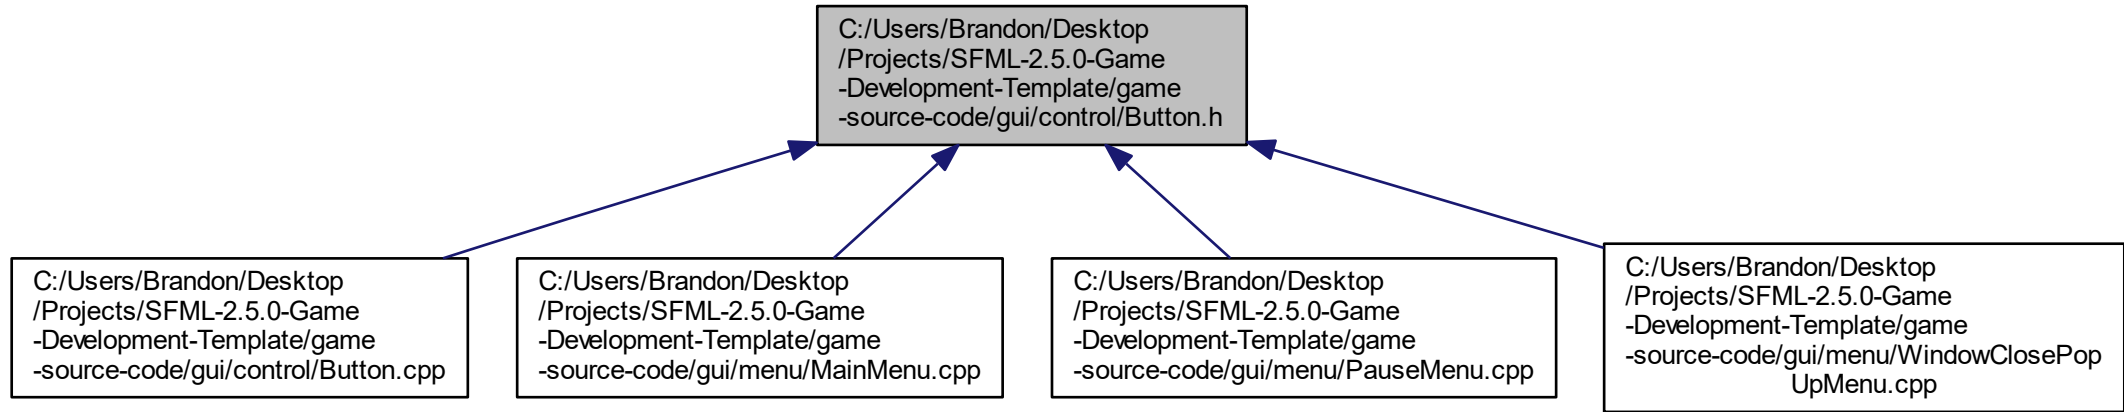 C:/Users/Brandon/Desktop
/Projects/SFML-2.5.0-Game
-Development-Template/game
-source-code/gui/control/Button.h
C:/Users/Brandon/Desktop
/Projects/SFML-2.5.0-Game
-Development-Template/game
-source-code/gui/control/Button.cpp
C:/Users/Brandon/Desktop
/Projects/SFML-2.5.0-Game
-Development-Template/game
-source-code/gui/menu/MainMenu.cpp
C:/Users/Brandon/Desktop
/Projects/SFML-2.5.0-Game
-Development-Template/game
-source-code/gui/menu/PauseMenu.cpp
C:/Users/Brandon/Desktop
/Projects/SFML-2.5.0-Game
-Development-Template/game
-source-code/gui/menu/WindowClosePop
UpMenu.cpp